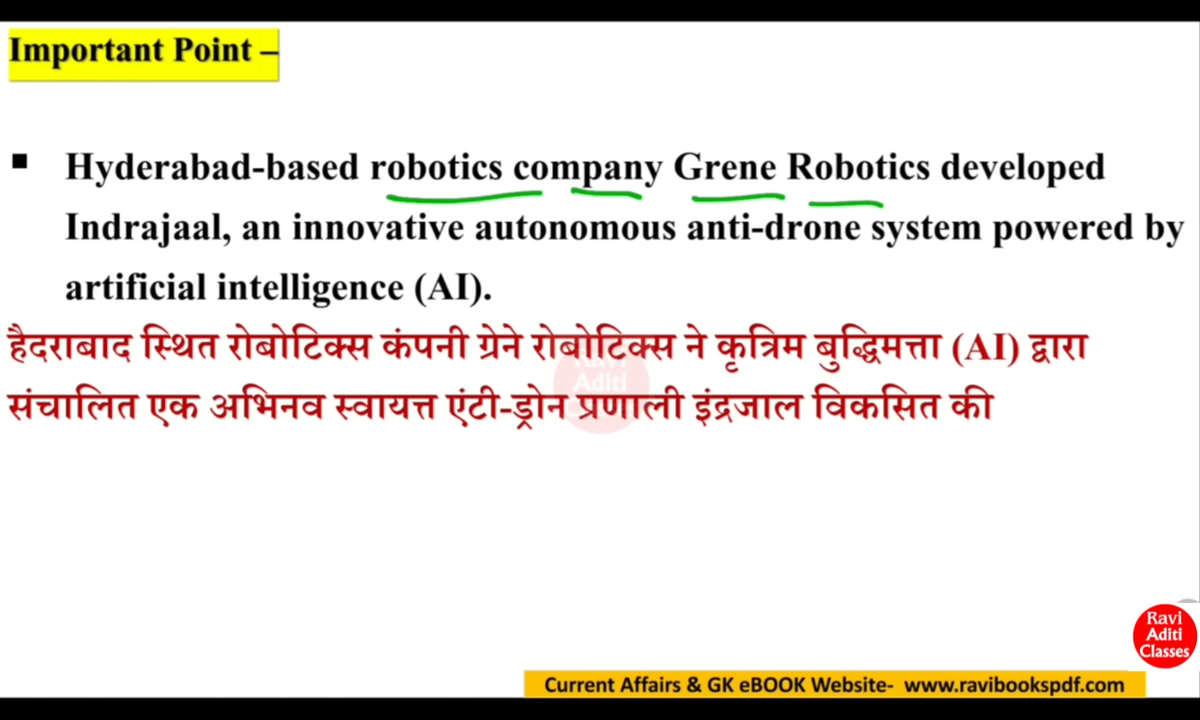 Important Point –
▪ Hyderabad-based robotics company Grene Robotics developed
Indrajaal, an innovative autonomous anti-drone system powered by
artificial intelligence (AI).
हैदराबाद स्थित रोबोटिक्स कंपनी ग्रेने रोबोटिक्स ने कृत्रिम बुद्धिमत्ता (AI) द्वारा
संचालित एक अभिनव स्वायत्त एंटी-ड्रोन प्रणाली इंद्रजाल विकसित की
Ravi
Aditi
Ravi
Aditi
Classes
Current Affairs & GK eBOOK Website- www.ravibookspdf.com